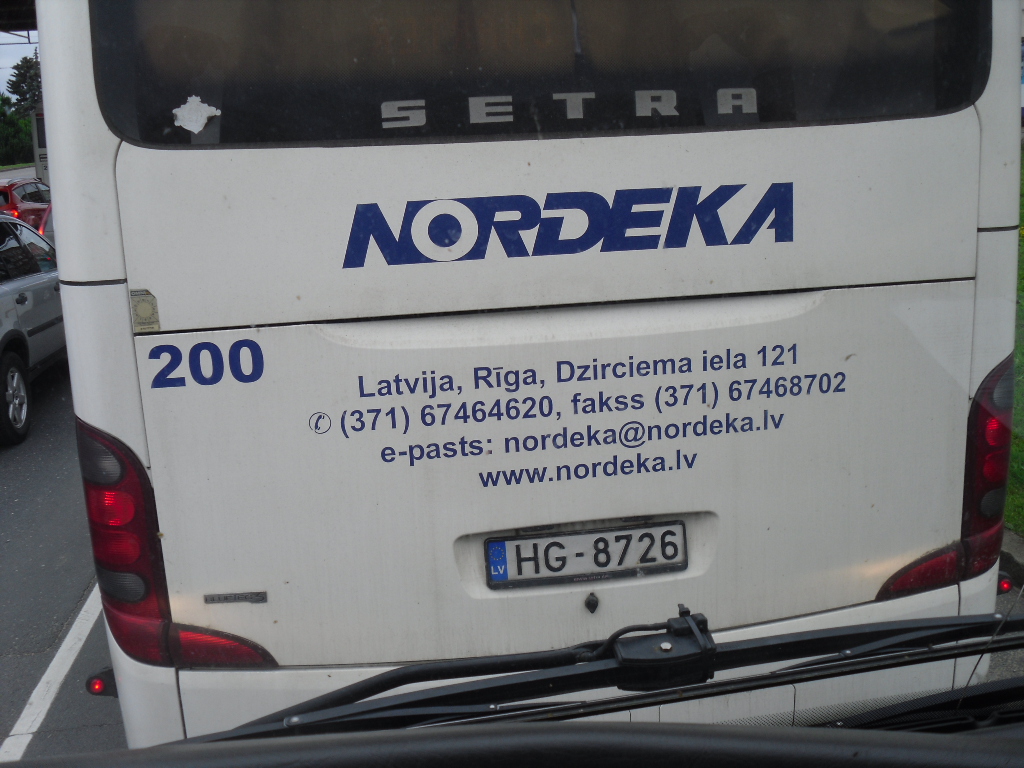 SETRA
NORDEKA
200
Latvija, Rīga, Dzirciema iela 121
✆ (371) 67464620, fakss (371) 67468702
e-pasts: nordeka@nordeka.lv
www.nordeka.lv
LV HG-8726